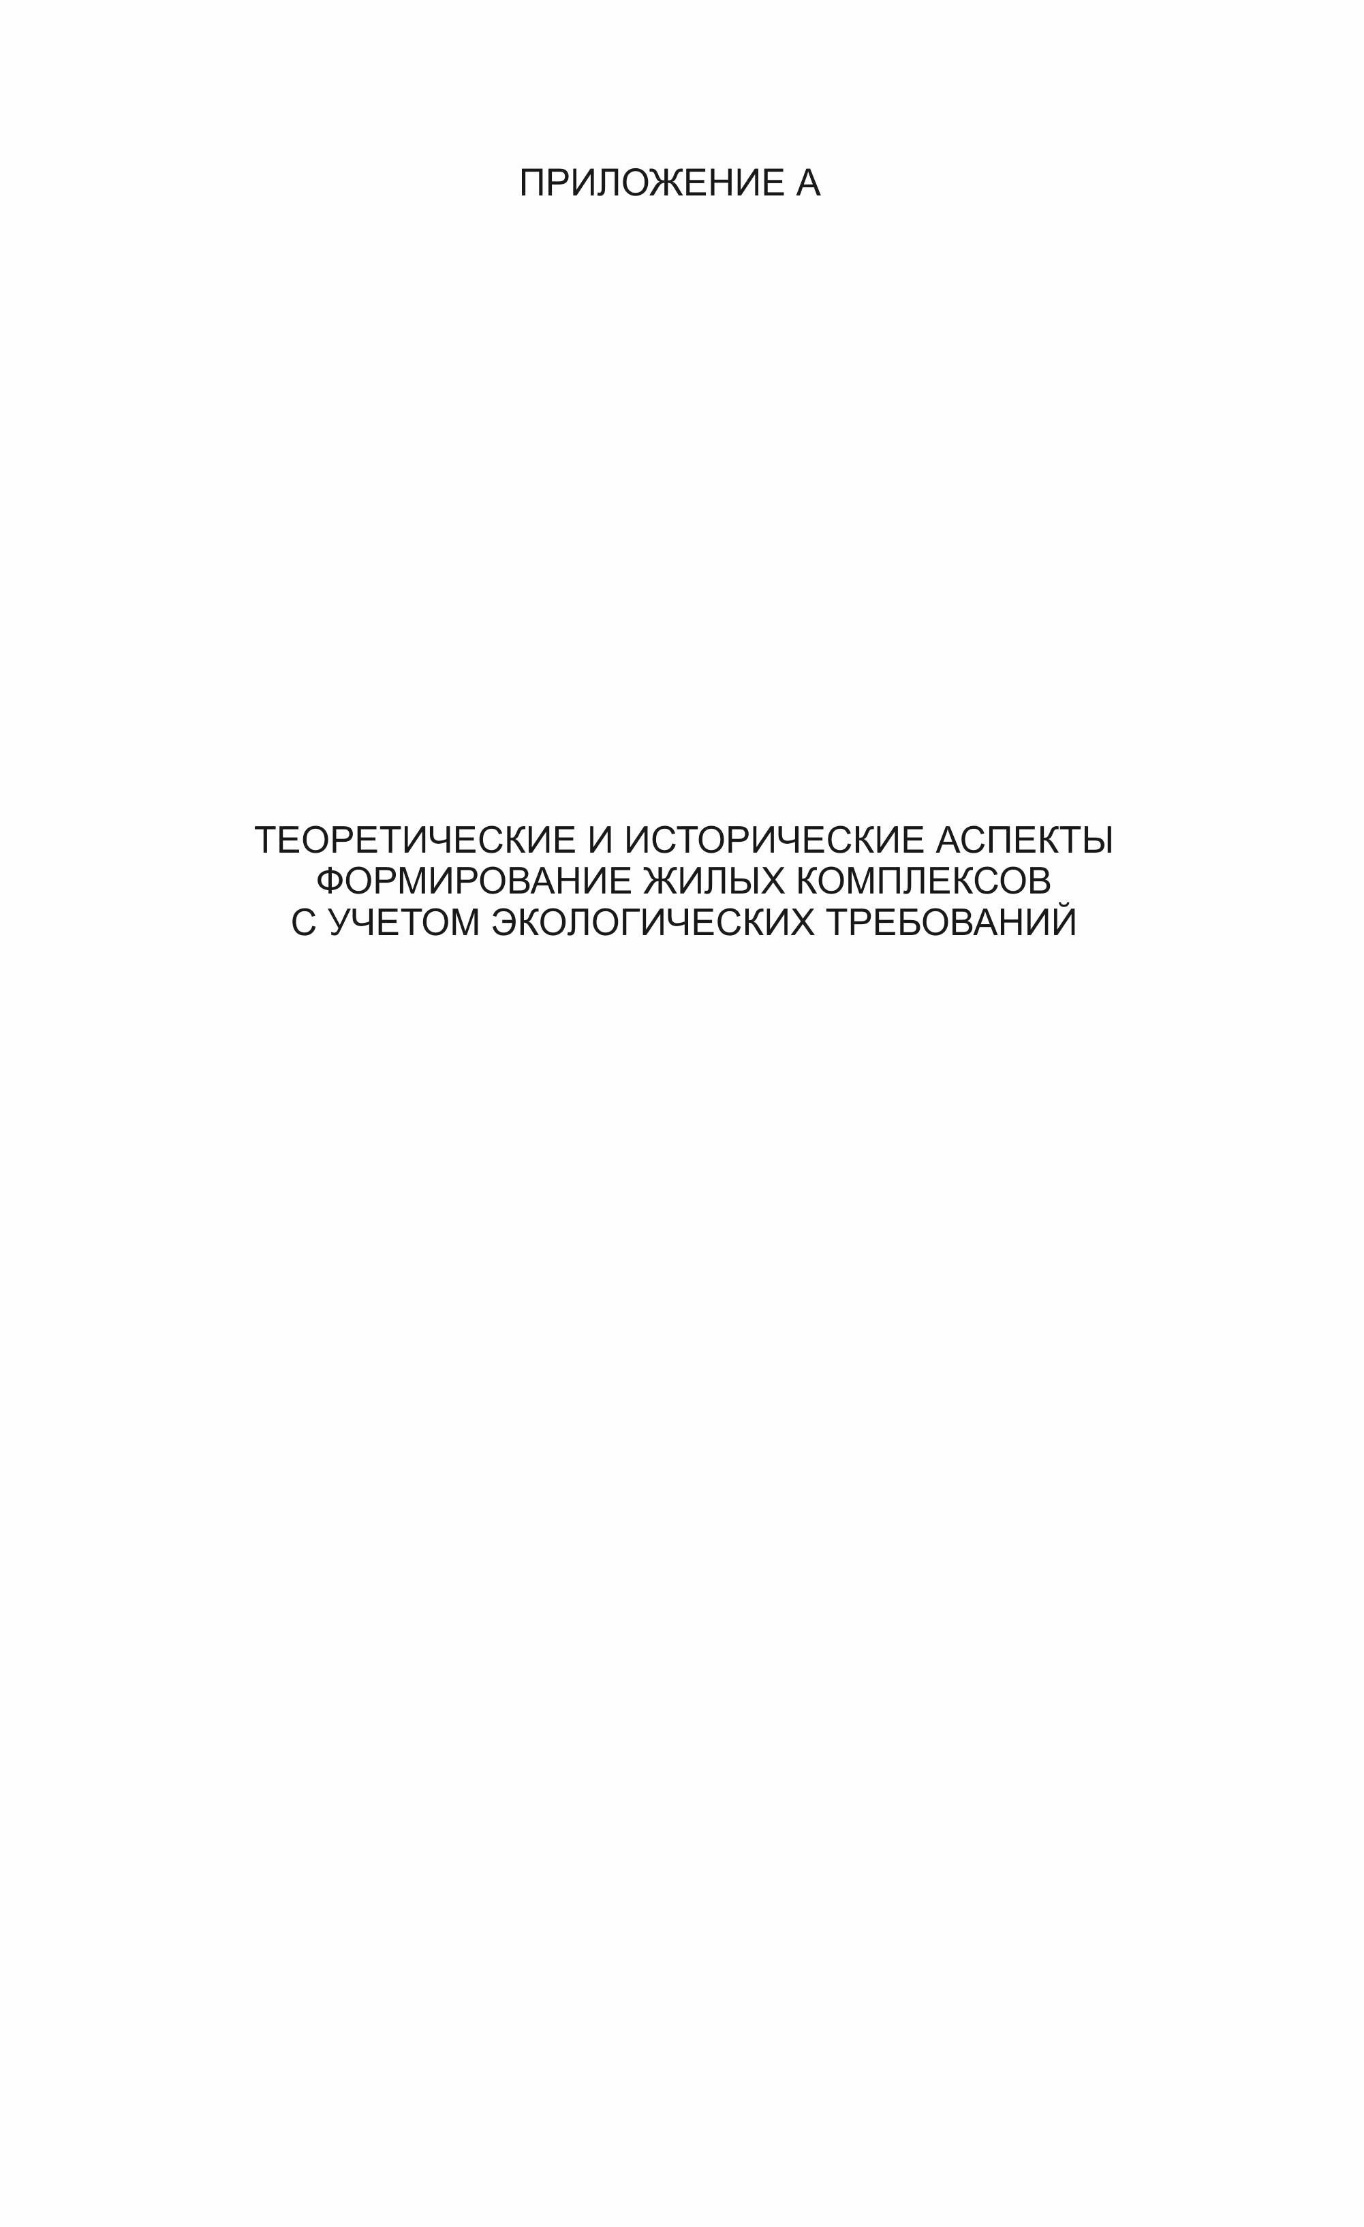 ПРИЛОЖЕНИЕ А
ТЕОРЕТИЧЕСКИЕ И ИСТОРИЧЕСКИЕ АСПЕКТЫ
ФОРМИРОВАНИЕ ЖИЛЫХ КОМПЛЕКСОВ
С УЧЕТОМ ЭКОЛОГИЧЕСКИХ ТРЕБОВАНИЙ